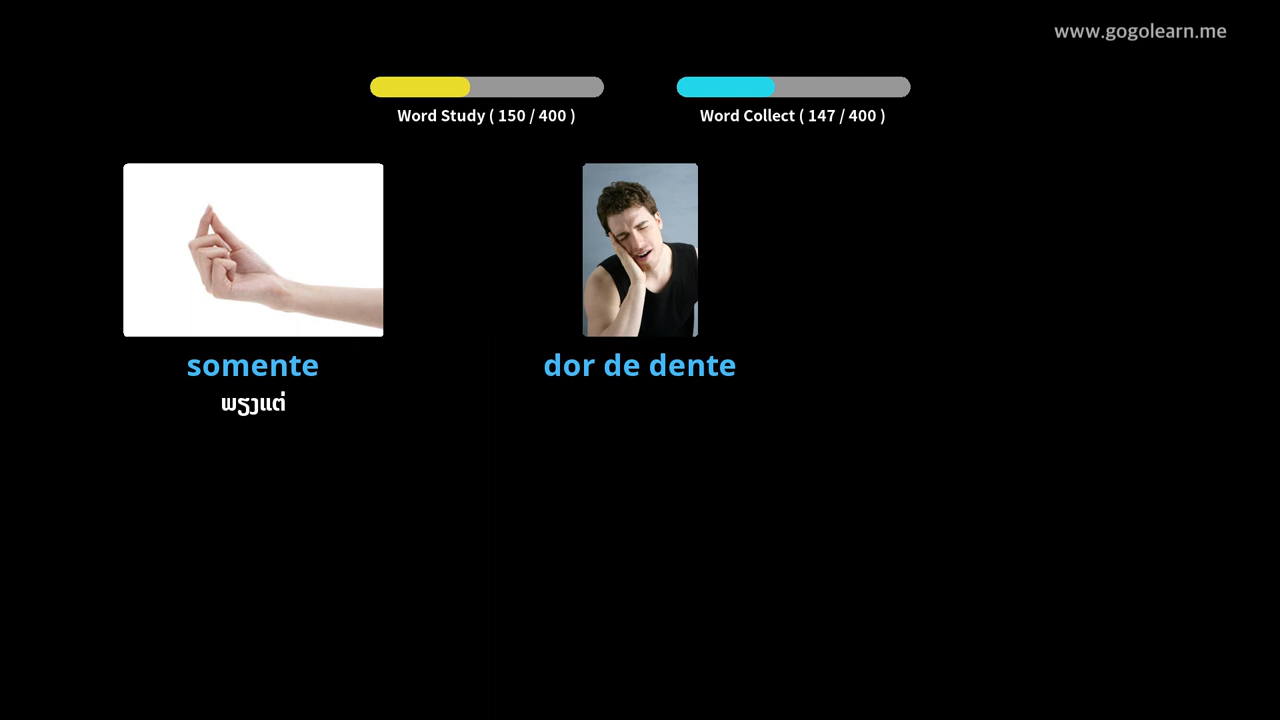 www.gogolearn.me
Word Study ( 150 / 400 )
Word Collect ( 147 / 400 )
somente
ພຽງແຕ່
dor de dente